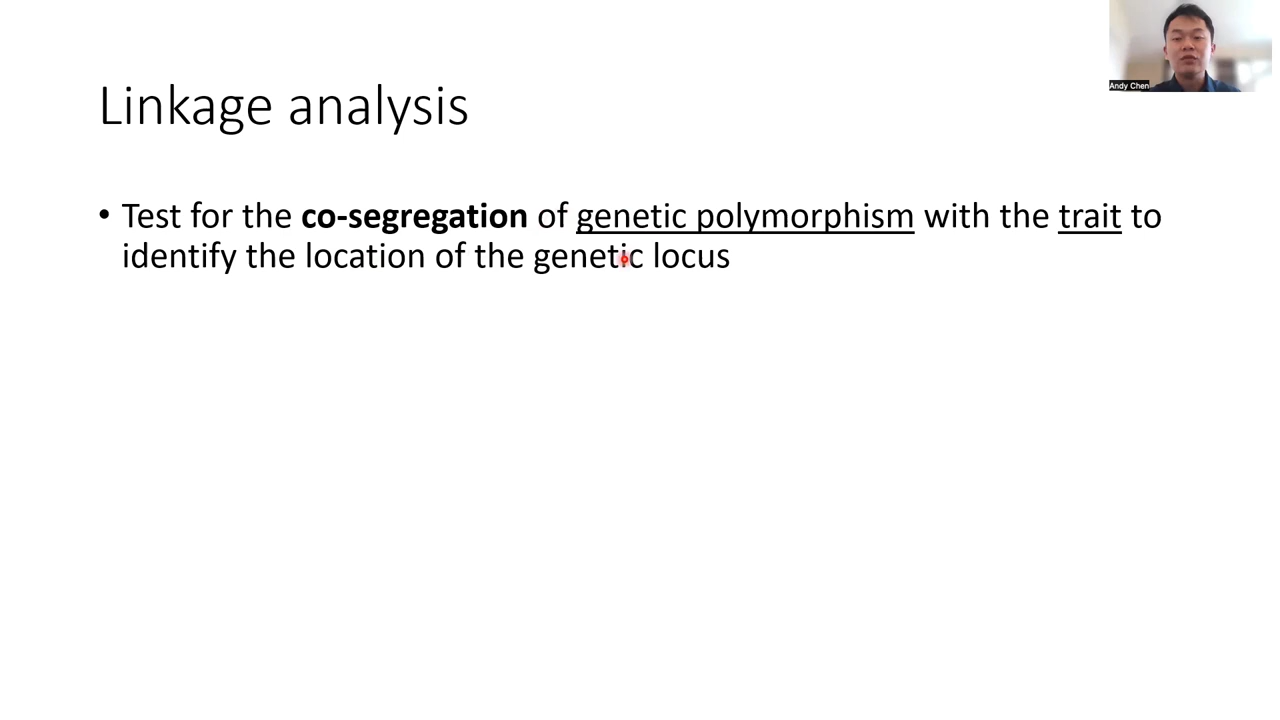 Andy Chen
Linkage analysis
• Test for the co-segregation of genetic polymorphism with the trait to
identify the location of the genetic locus